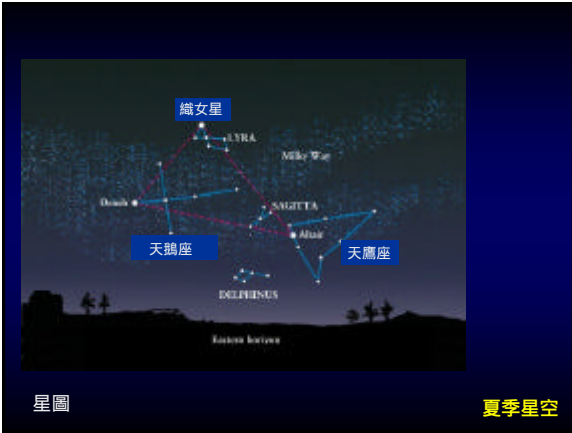 織女星
LYRA
Milky Way
Deneb
SAGITTA
Altair
天鵝座
天鷹座
DELPHINUS
Eastern horizon
星圖
夏季星空